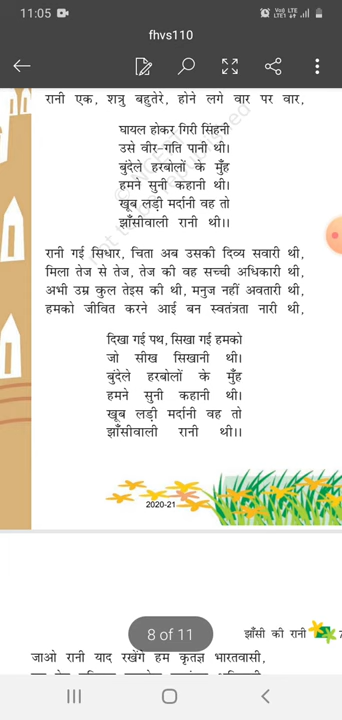 11:05
Vo) LTE
LTE1
fhvs110
रानी एक, शत्रु बहुतेरे, होने लगे वार पर वार,
घायल होकर गिरी सिंहनी
उसे वीर-गति पानी थी।
बुंदेले हरबोलों के मुँह
हमने सुनी कहानी थी।
खूब लड़ी मर्दानी वह तो
झाँसीवाली रानी थी।।
रानी गई सिधार, चिता अब उसकी दिव्य सवारी थी,
मिला तेज से तेज, तेज की वह सच्ची अधिकारी थी,
अभी उम्र कुल तेइस की थी, मनुज नहीं अवतारी थी,
हमको जीवित करने आई बन स्वतंत्रता नारी थी,
दिखा गई पथ, सिखा गई हमको
जो सीख सिखानी थी।
बुंदेले हरबोलों के मुँह
हमने सुनी कहानी थी।
खूब लड़ी मर्दानी वह तो
झाँसीवाली रानी थी।।
2020-21
8 of 11
झाँसी की रानी
जाओ रानी याद रखेंगे हम कृतज्ञ भारतवासी,